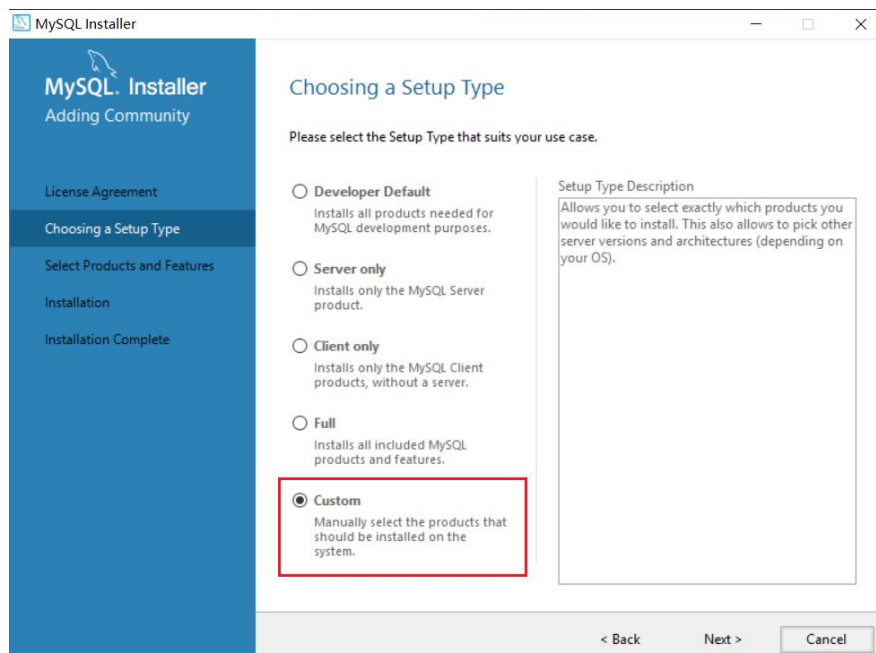 MySQL Installer
MySQL. Installer
Adding Community
License Agreement
Choosing a Setup Type
Select Products and Features
Installation
Installation Complete
Choosing a Setup Type
Please select the Setup Type that suits your use case.
Developer Default
Installs all products needed for
MySQL development purposes.
Server only
Installs only the MySQL Server
product.
Client only
Installs only the MySQL Client
products, without a server.
Full
Installs all included MySQL
products and features.
Custom
Manually select the products that
should be installed on the
system.
Setup Type Description
Allows you to select exactly which products you
would like to install. This also allows to pick other
server versions and architectures (depending on
your OS).
< Back
Next >
Cancel